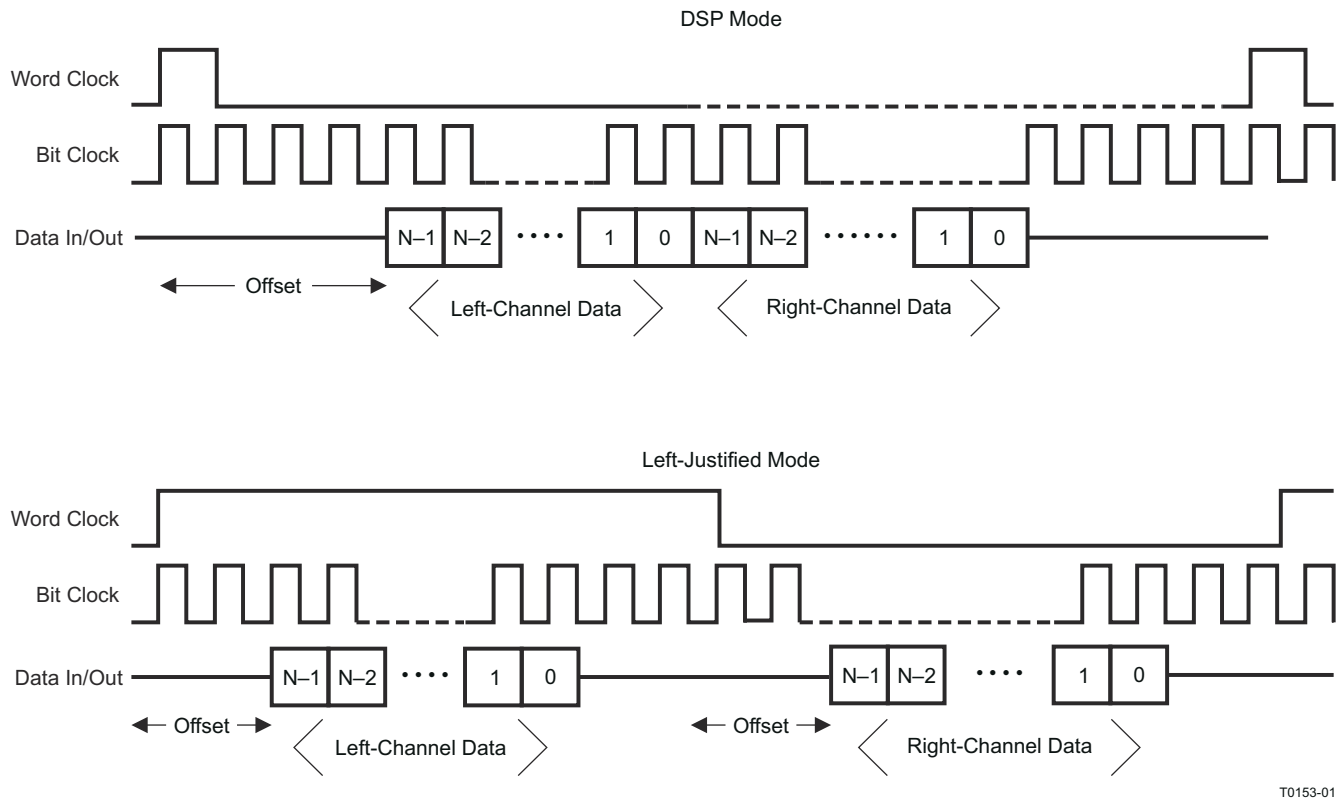 DSP Mode
Word Clock
Bit Clock
Data In/Out
N–1 N–2 •••• 1 0 N–1 N–2 •••••• 1 0
Offset
Left-Channel Data
Right-Channel Data
Left-Justified Mode
Word Clock
Bit Clock
Data In/Out
N–1 N–2 •••• 1 0 N–1 N–2 •••• 1 0
Offset
Offset
Left-Channel Data
Right-Channel Data
T0153-01